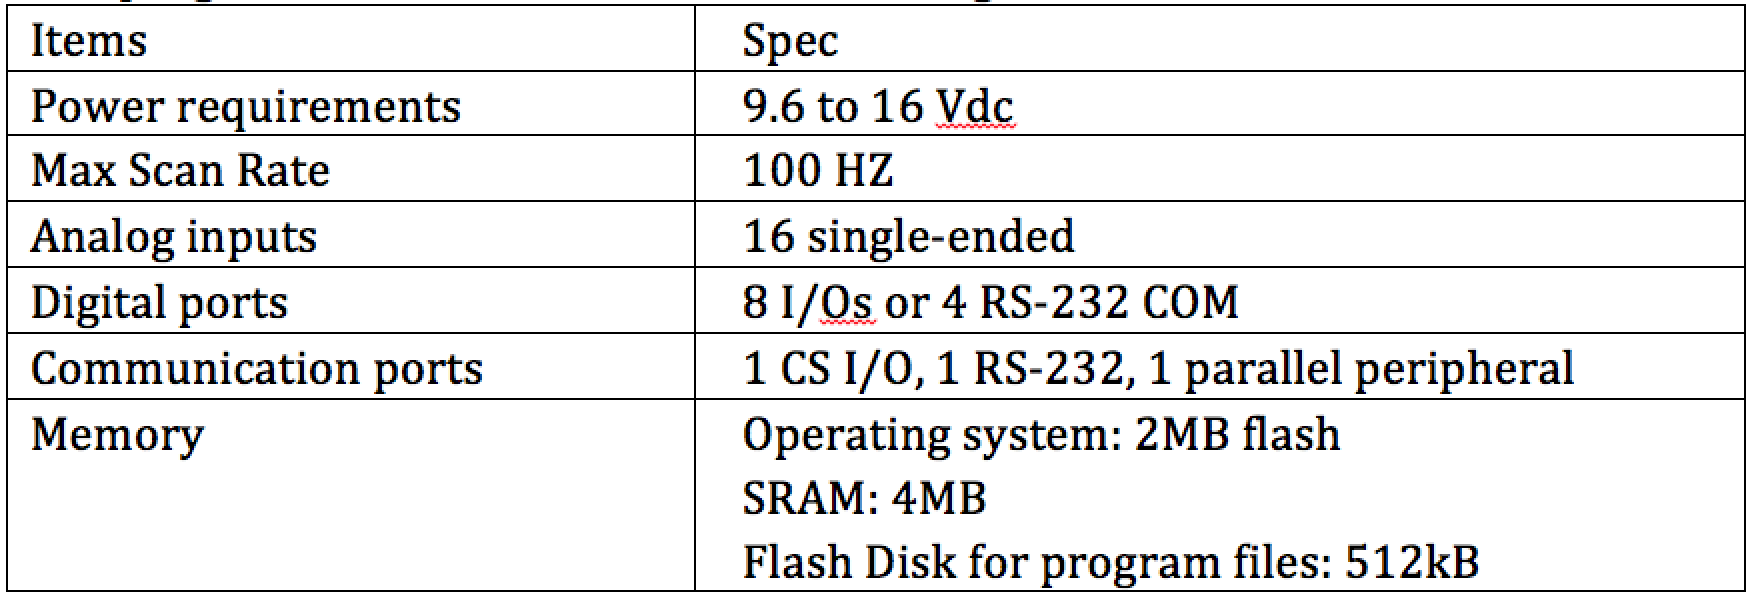 Items Spec
Power requirements 9.6 to 16 Vdc
Max Scan Rate 100 HZ
Analog inputs 16 single-ended
Digital ports 8 I/Os or 4 RS-232 COM
Communication ports 1 CS I/O, 1 RS-232, 1 parallel peripheral
Memory Operating system: 2MB flash
SRAM: 4MB
Flash Disk for program files: 512kB